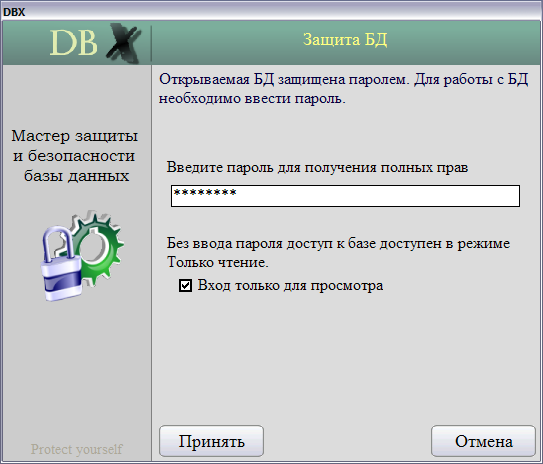 DBX
DBX
Защита БД
Открываемая БД защищена паролем. Для работы с БД
необходимо ввести пароль.
Мастер защиты
и безопасности
базы данных
Введите пароль для получения полных прав
********
Без ввода пароля доступ к базе доступен в режиме
Только чтение.
Вход только для просмотра
Protect yourself
Принять
Отмена